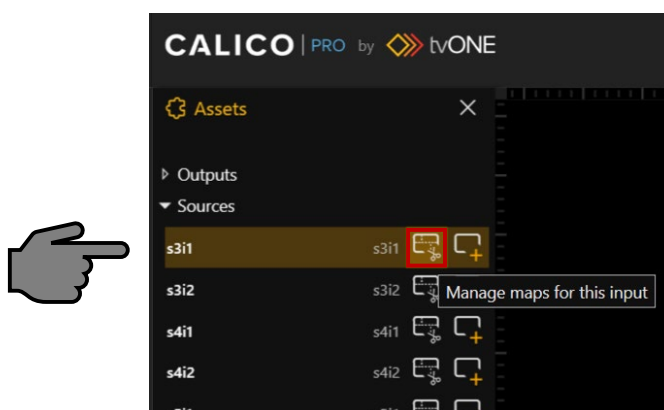 CALICO | PRO by tvONE
Assets
Outputs
Sources
s3i1 s3i1
s3i2 s3i2 Manage maps for this input
s4i1 s4i1
s4i2 s4i2